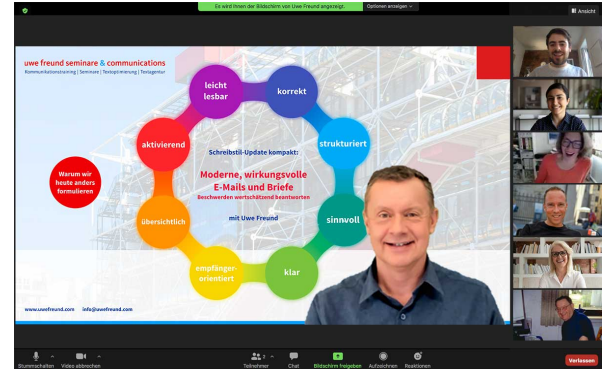 Es wird Ihnen der Bildschirm von Uwe Freund angezeigt.
Optionen anzeigen
Ansicht
uwe freund seminare & communications
Kommunikationstraining | Seminare | Textoptimierung | Textagentur
leicht
lesbar
korrekt
aktivierend
strukturiert
Schreibstil-Update kompakt:
Warum wir
heute anders
formulieren
Moderne, wirkungsvolle
E-Mails und Briefe
Beschwerden wertschätzend beantworten
mit Uwe Freund
übersichtlich
sinnvoll
empfänger-
orientiert
klar
www.uwefreund.com info@uwefreund.com
Stummschalten
Video abbrechen
Teilnehmer
Chat
Bildschirm freigeben
Aufzeichnen
Reaktionen
Verlassen